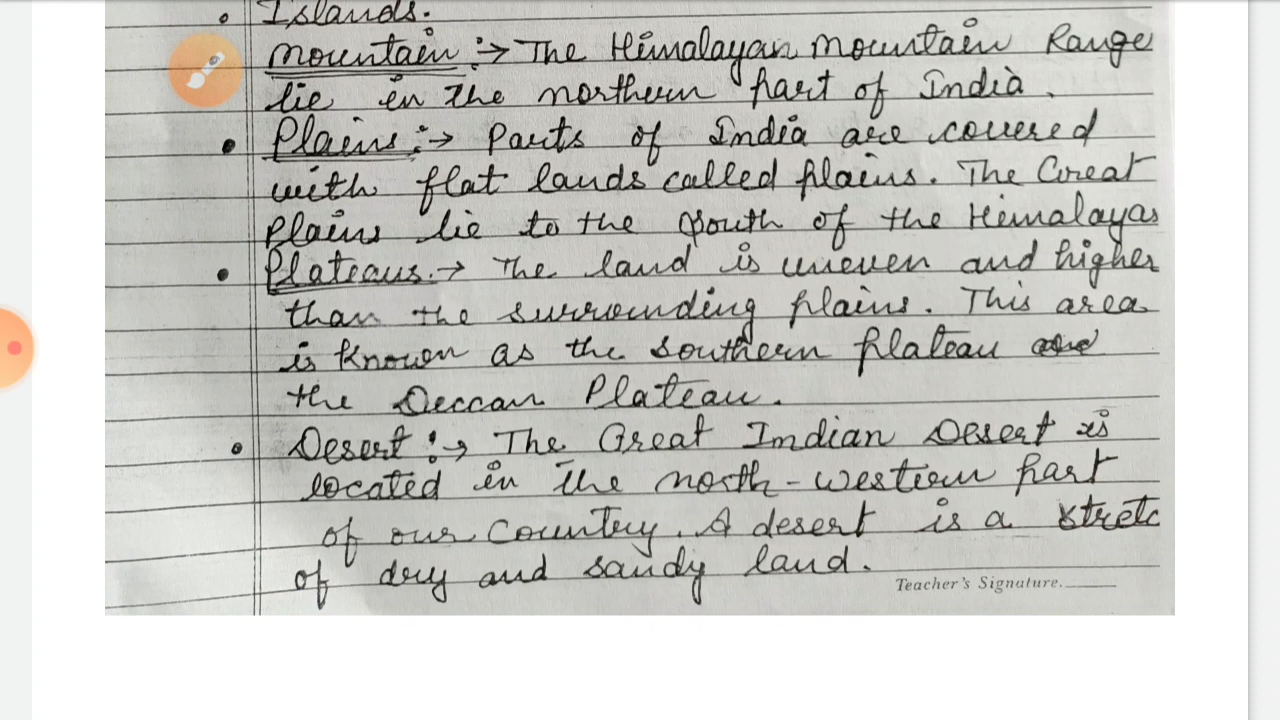 • Islands.
Mountain :→ The Himalayan Mountain Range
lie in the northern part of India.
• Plains :→ Parts of India are covered
with flat lands called plains. The Great
Plains lie to the South of the Himalayas
• Plateaus.→ The land is uneven and higher
than the surrounding plains. This area
is known as the southern plateau
the Deccan Plateau.
• Desert :→ The Great Indian Desert is
located in the north-western part
of our country. A desert is a stretc
of dry and sandy land.
Teacher's Signature.